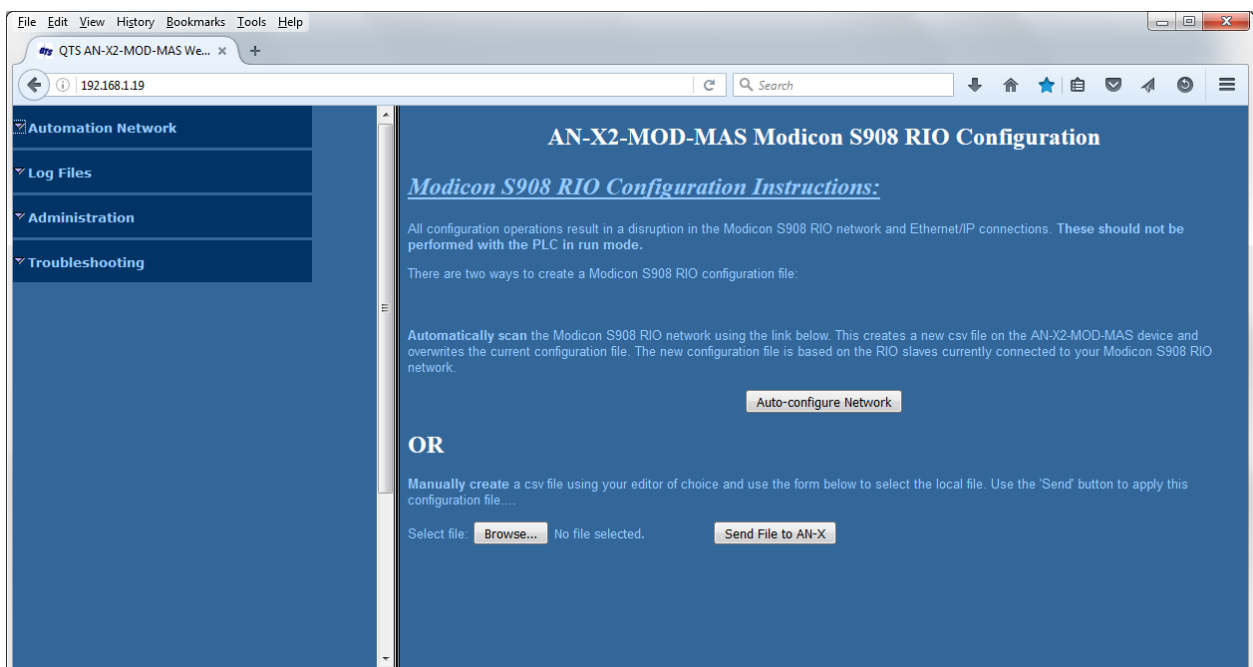 File Edit View History Bookmarks Tools Help
QTS AN-X2-MOD-MAS We...
192.168.1.19
Search
Automation Network
Log Files
Administration
Troubleshooting
AN-X2-MOD-MAS Modicon S908 RIO Configuration
Modicon S908 RIO Configuration Instructions:
All configuration operations result in a disruption in the Modicon S908 RIO network and Ethernet/IP connections. These should not be
performed with the PLC in run mode.
There are two ways to create a Modicon S908 RIO configuration file:
Automatically scan the Modicon S908 RIO network using the link below. This creates a new csv file on the AN-X2-MOD-MAS device and
overwrites the current configuration file. The new configuration file is based on the RIO slaves currently connected to your Modicon S908 RIO
network.
Auto-configure Network
OR
Manually create a csv file using your editor of choice and use the form below to select the local file. Use the 'Send' button to apply this
configuration file....
Select file: Browse... No file selected. Send File to AN-X